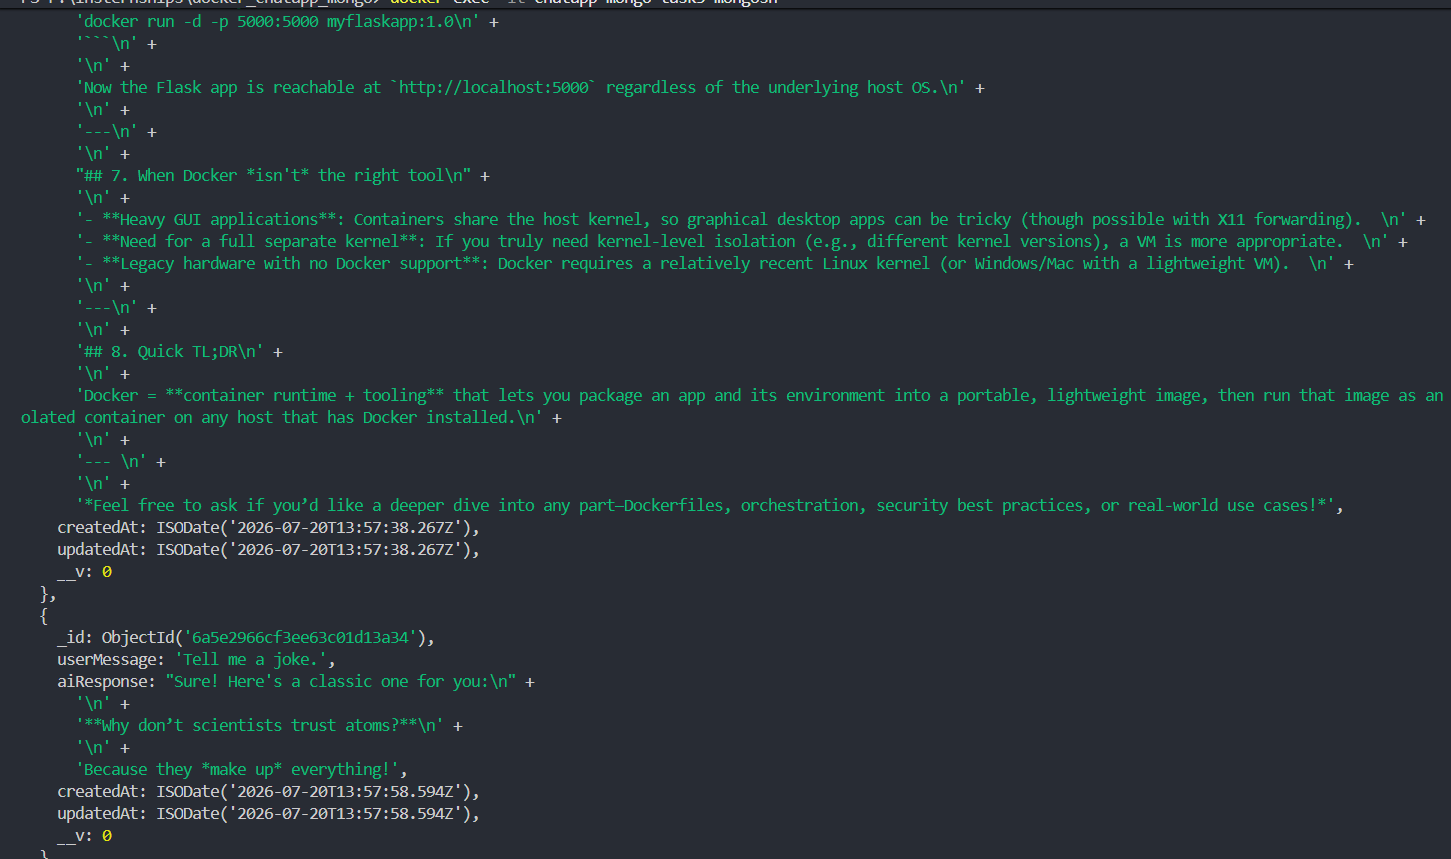 'docker run -d -p 5000:5000 myflaskapp:1.0\n' +
'```\n' +
'\n' +
'Now the Flask app is reachable at `http://localhost:5000` regardless of the underlying host OS.\n' +
'\n' +
'---\n' +
'\n' +
"## 7. When Docker *isn't* the right tool\n" +
'\n' +
'- **Heavy GUI applications**: Containers share the host kernel, so graphical desktop apps can be tricky (though possible with X11 forwarding).  \n' +
'- **Need for a full separate kernel**: If you truly need kernel-level isolation (e.g., different kernel versions), a VM is more appropriate.  \n' +
'- **Legacy hardware with no Docker support**: Docker requires a relatively recent Linux kernel (or Windows/Mac with a lightweight VM).  \n' +
'\n' +
'---\n' +
'\n' +
'## 8. Quick TL;DR\n' +
'\n' +
'Docker = **container runtime + tooling** that lets you package an app and its environment into a portable, lightweight image, then run that image as an
olated container on any host that has Docker installed.\n' +
'\n' +
'--- \n' +
'\n' +
'*Feel free to ask if you’d like a deeper dive into any part—Dockerfiles, orchestration, security best practices, or real-world use cases!*',
createdAt: ISODate('2026-07-20T13:57:38.267Z'),
updatedAt: ISODate('2026-07-20T13:57:38.267Z'),
__v: 0
},
{
_id: ObjectId('6a5e2966cf3ee63c01d13a34'),
userMessage: 'Tell me a joke.',
aiResponse: "Sure! Here's a classic one for you:\n" +
'\n' +
'**Why don’t scientists trust atoms?**\n' +
'\n' +
'Because they *make up* everything!',
createdAt: ISODate('2026-07-20T13:57:58.594Z'),
updatedAt: ISODate('2026-07-20T13:57:58.594Z'),
__v: 0
}